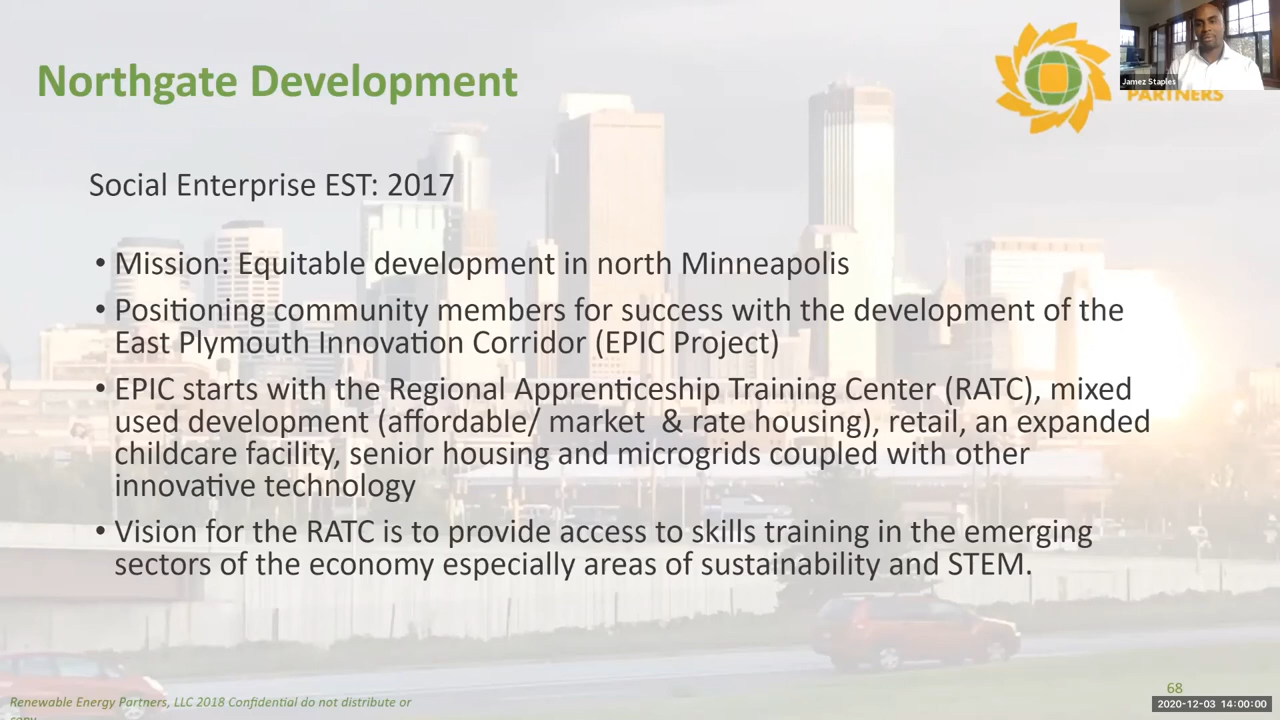 Northgate Development
Jamez Staples
PARTNERS
Social Enterprise EST: 2017
• Mission: Equitable development in north Minneapolis
• Positioning community members for success with the development of the
East Plymouth Innovation Corridor (EPIC Project)
• EPIC starts with the Regional Apprenticeship Training Center (RATC), mixed
used development (affordable/ market & rate housing), retail, an expanded
childcare facility, senior housing and microgrids coupled with other
innovative technology
• Vision for the RATC is to provide access to skills training in the emerging
sectors of the economy especially areas of sustainability and STEM.
Renewable Energy Partners, LLC 2018 Confidential do not distribute or
68
2020-12-03 14:00:00